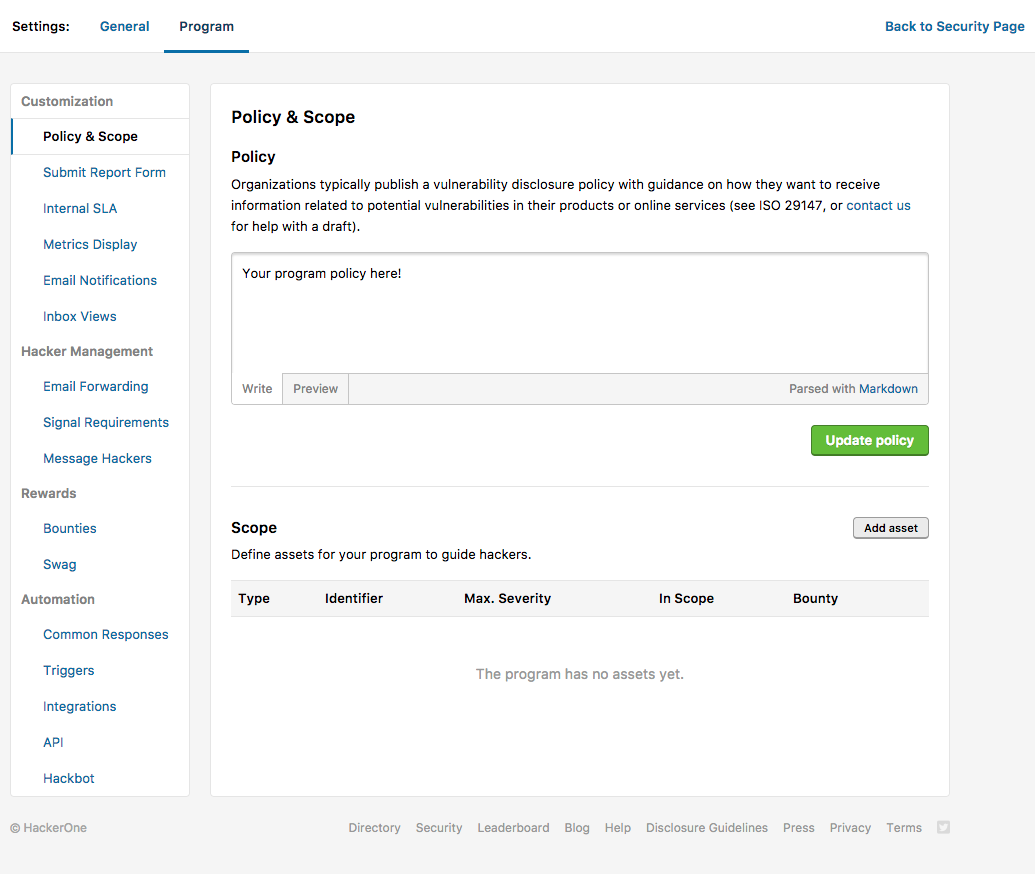 Settings: General Program Back to Security Page
Customization
Policy & Scope
Submit Report Form
Internal SLA
Metrics Display
Email Notifications
Inbox Views
Hacker Management
Email Forwarding
Signal Requirements
Message Hackers
Rewards
Bounties
Swag
Automation
Common Responses
Triggers
Integrations
API
Hackbot
Policy & Scope
Policy
Organizations typically publish a vulnerability disclosure policy with guidance on how they want to receive
information related to potential vulnerabilities in their products or online services (see ISO 29147, or contact us
for help with a draft).
Your program policy here!
Write Preview Parsed with Markdown
Update policy
Scope Add asset
Define assets for your program to guide hackers.
Type Identifier Max. Severity In Scope Bounty
The program has no assets yet.
© HackerOne Directory Security Leaderboard Blog Help Disclosure Guidelines Press Privacy Terms